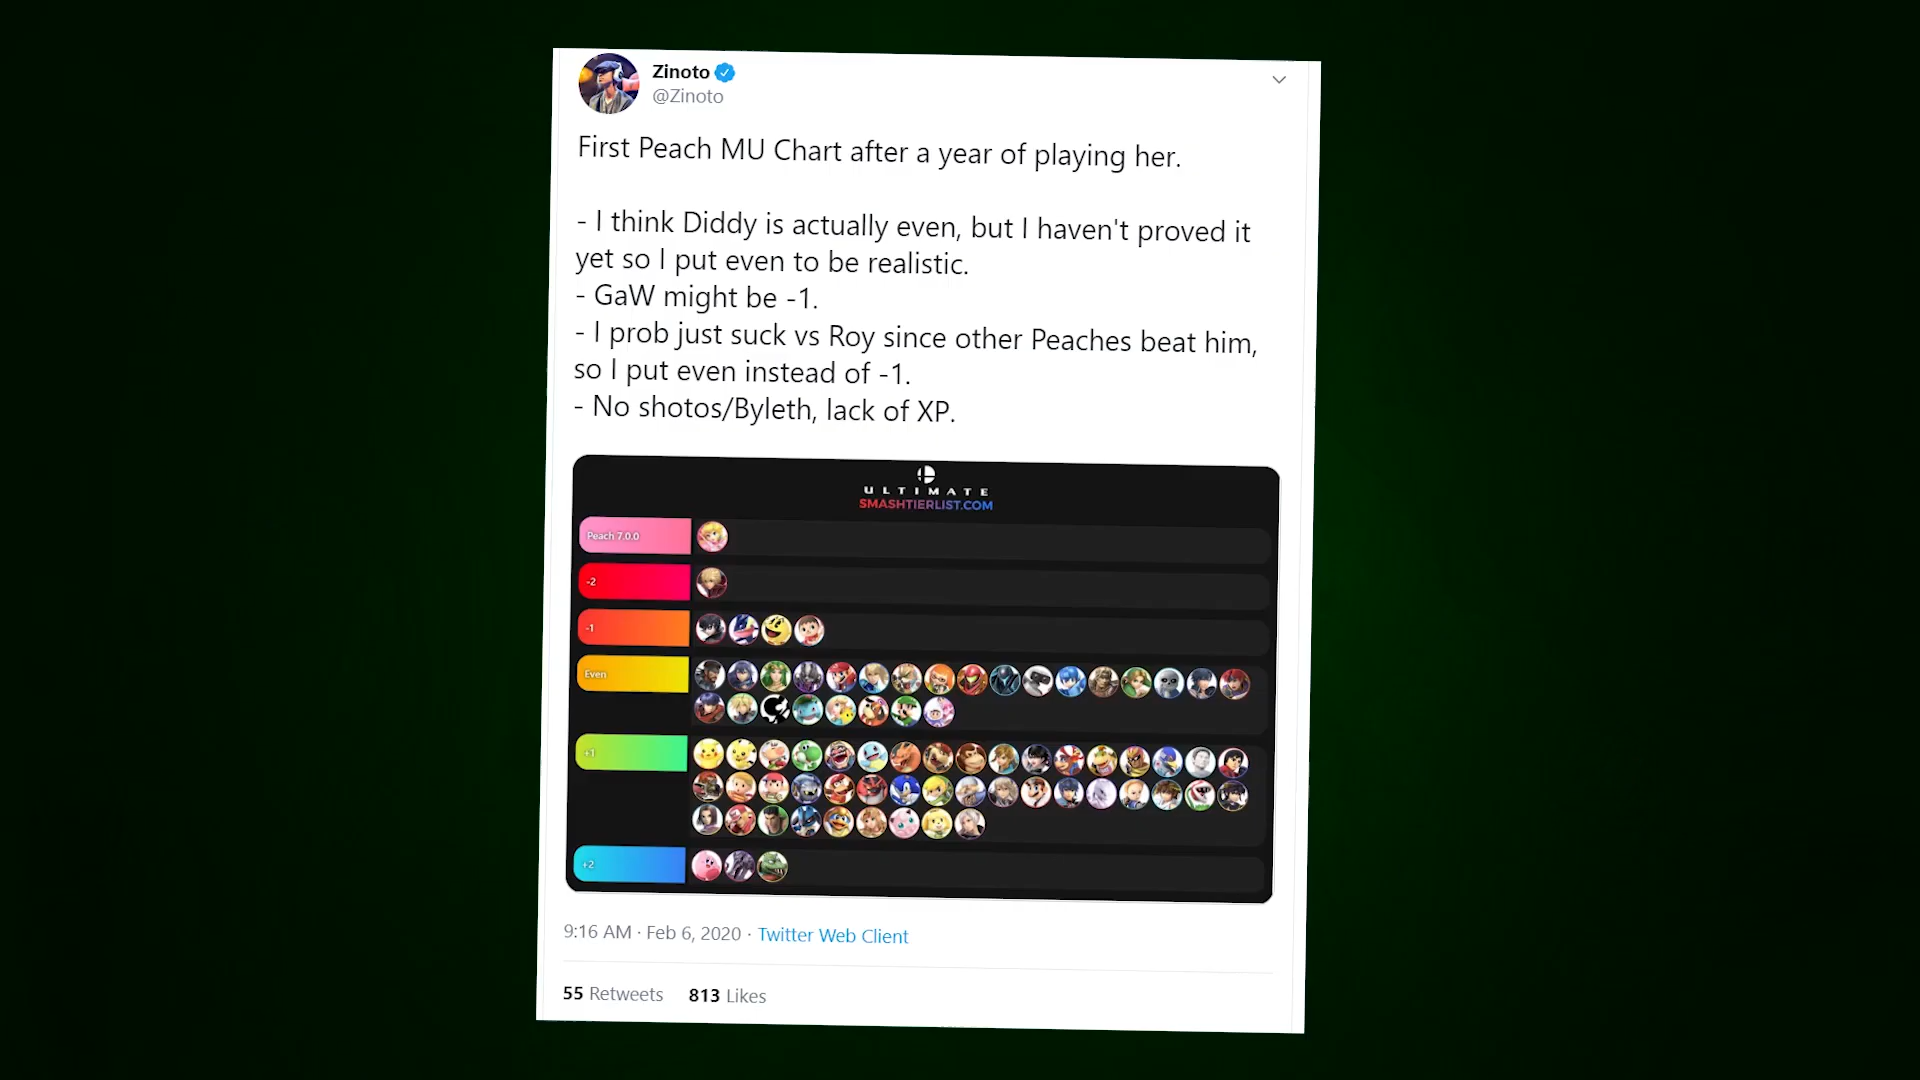 Zinoto
@Zinoto
First Peach MU Chart after a year of playing her.
- I think Diddy is actually even, but I haven't proved it
yet so I put even to be realistic.
- GaW might be -1.
- I prob just suck vs Roy since other Peaches beat him,
so I put even instead of -1.
- No shotos/Byleth, lack of XP.
ULTIMATE
SMASHTIERLIST.COM
Peach 7.0.0
-2
-1
Even
+1
+2
9:16 AM · Feb 6, 2020 · Twitter Web Client
55 Retweets 813 Likes